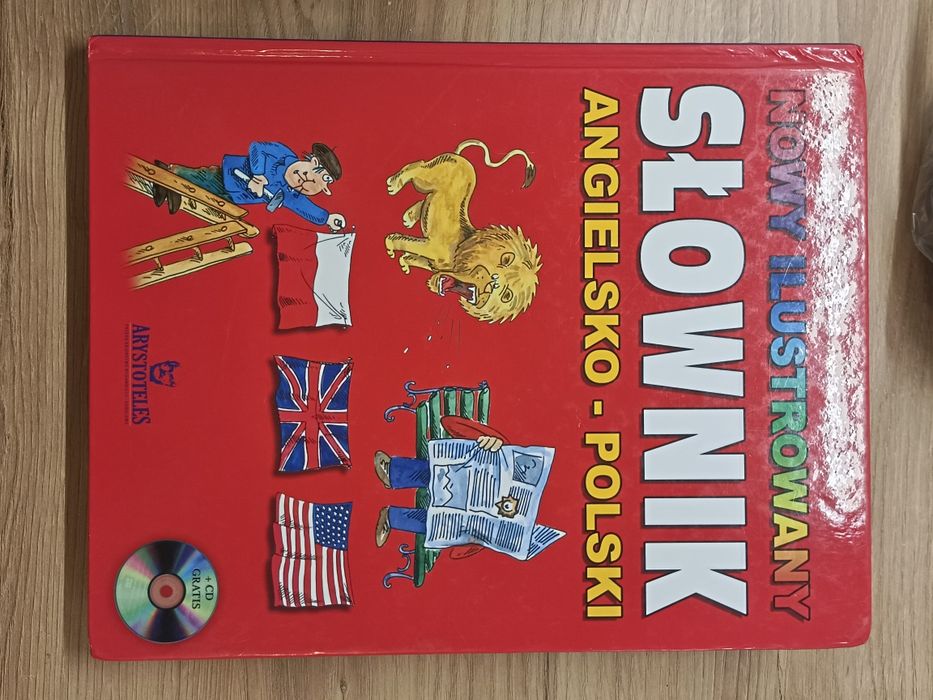 NOWY ILUSTROWANY
SŁOWNIK
ANGIELSKO - POLSKI
ARYSTOTELES
+ CD
GRATIS